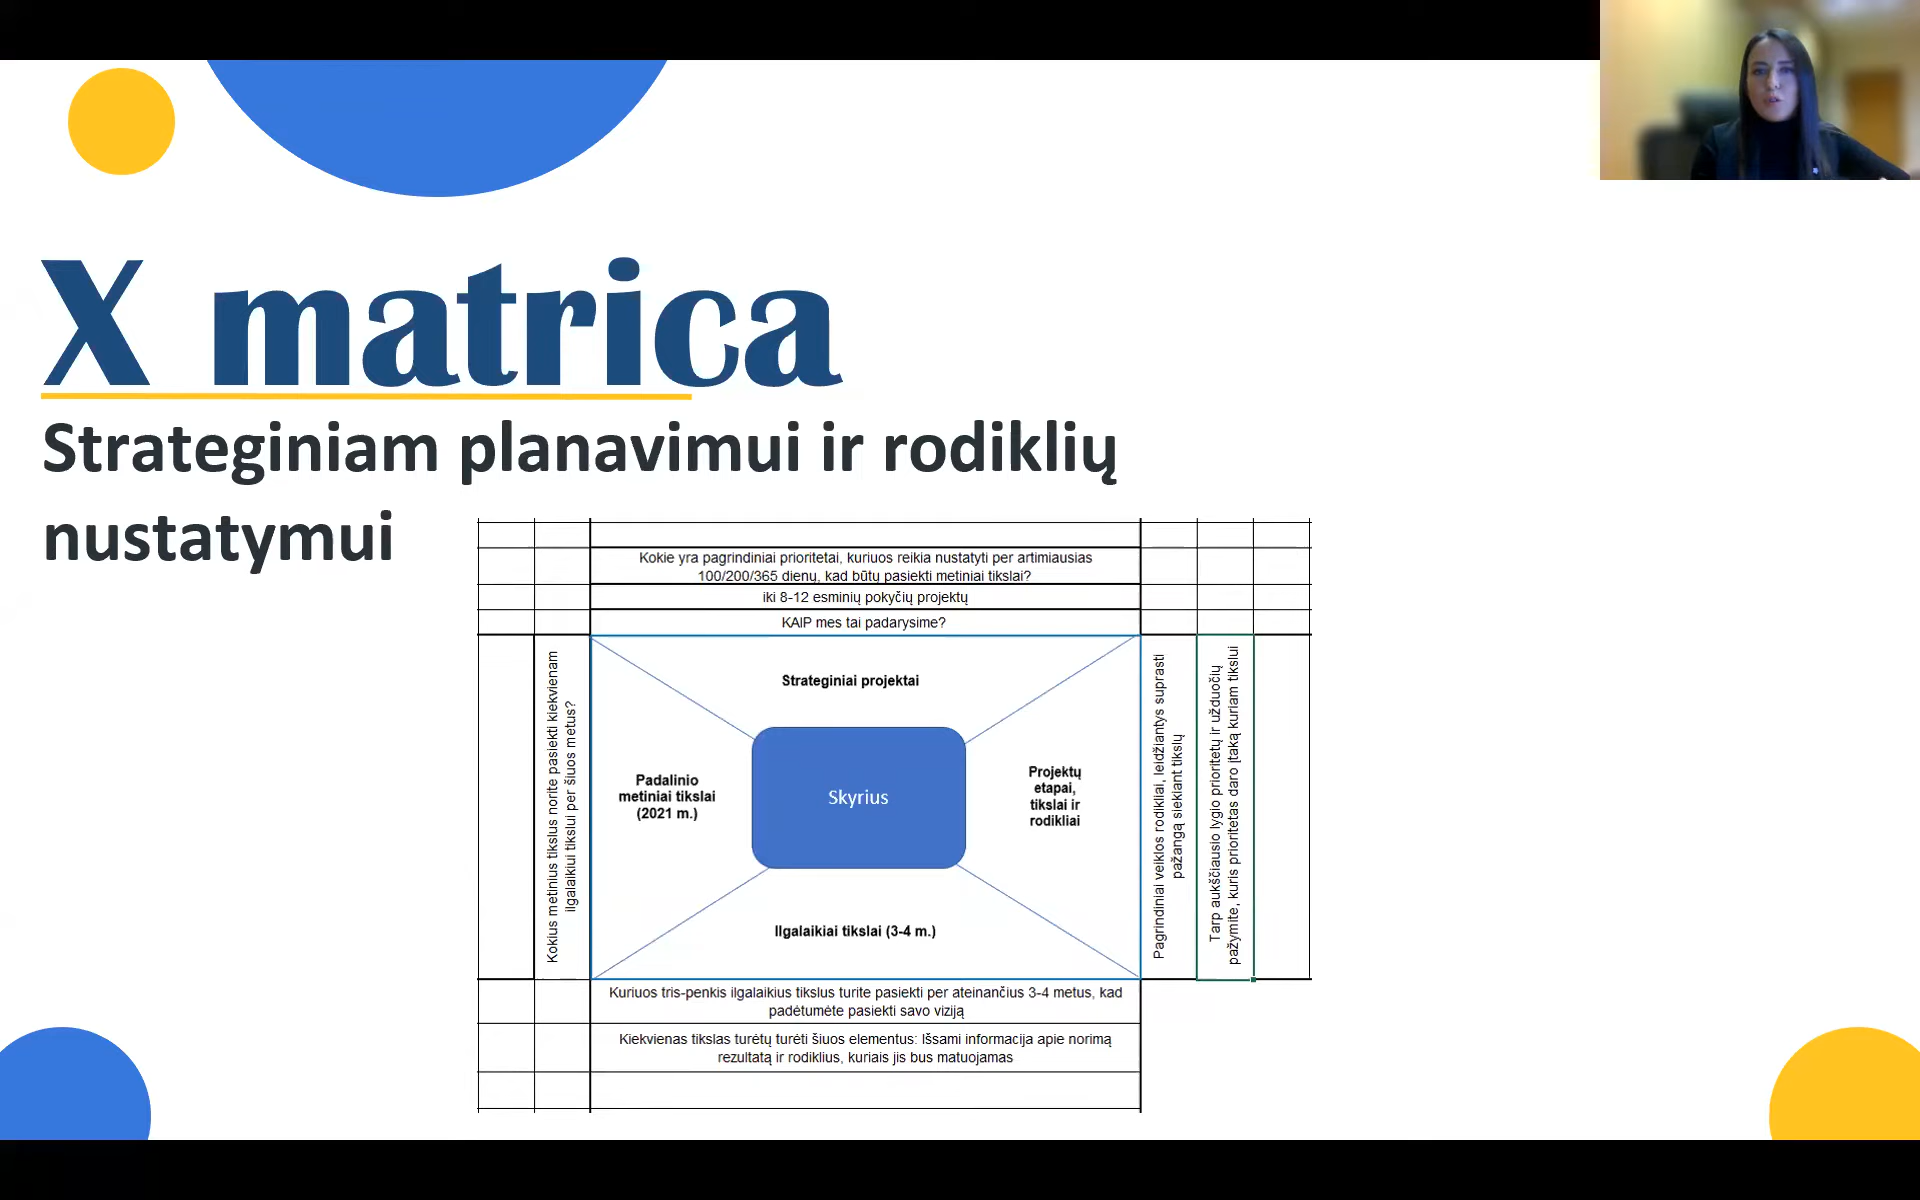 X matrica
Strateginiam planavimui ir rodiklių
nustatymui
Kokie yra pagrindiniai prioritetai, kuriuos reikia nustatyti per artimiausias
100/200/365 dienų, kad būtų pasiekti metiniai tikslai?
iki 8-12 esminių pokyčių projektų
KAIP mes tai padarysime?
Kokius metinius tikslus norite pasiekti kiekvienam
ilgalaikiui tikslui per šiuos metus?
Strateginiai projektai
Padalinio
metiniai tikslai
(2021 m.)
Skyrius
Projektų
etapai,
tikslai ir
rodikliai
Ilgalaikiai tikslai (3-4 m.)
Pagrindiniai veiklos rodikliai, leidžiantys suprasti
pažangą siekiant tikslų
Tarp aukščiausio lygio prioritetų ir užduočių
pažymite, kuris prioritetas daro įtaką kuriam tikslui
Kuriuos tris-penkis ilgalaikius tikslus turite pasiekti per ateinančius 3-4 metus, kad
padėtumėte pasiekti savo viziją
Kiekvienas tikslas turėtų turėti šiuos elementus: Išsami informacija apie norimą
rezultatą ir rodiklius, kuriais jis bus matuojamas